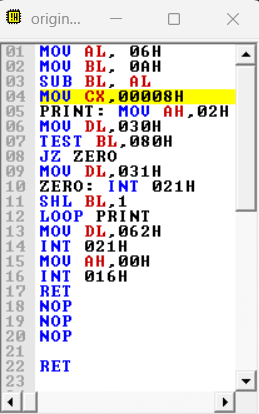 origin...
01 MOV AL, 06H
02 MOV BL, 0AH
03 SUB BL, AL
04 MOV CX,00008H
05 PRINT: MOV AH,02H
06 MOV DL,030H
07 TEST BL,080H
08 JZ ZERO
09 MOV DL,031H
10 ZERO: INT 021H
11 SHL BL,1
12 LOOP PRINT
13 MOV DL,062H
14 INT 021H
15 MOV AH,00H
16 INT 016H
17 RET
18 NOP
19 NOP
20 NOP
21
22 RET
23